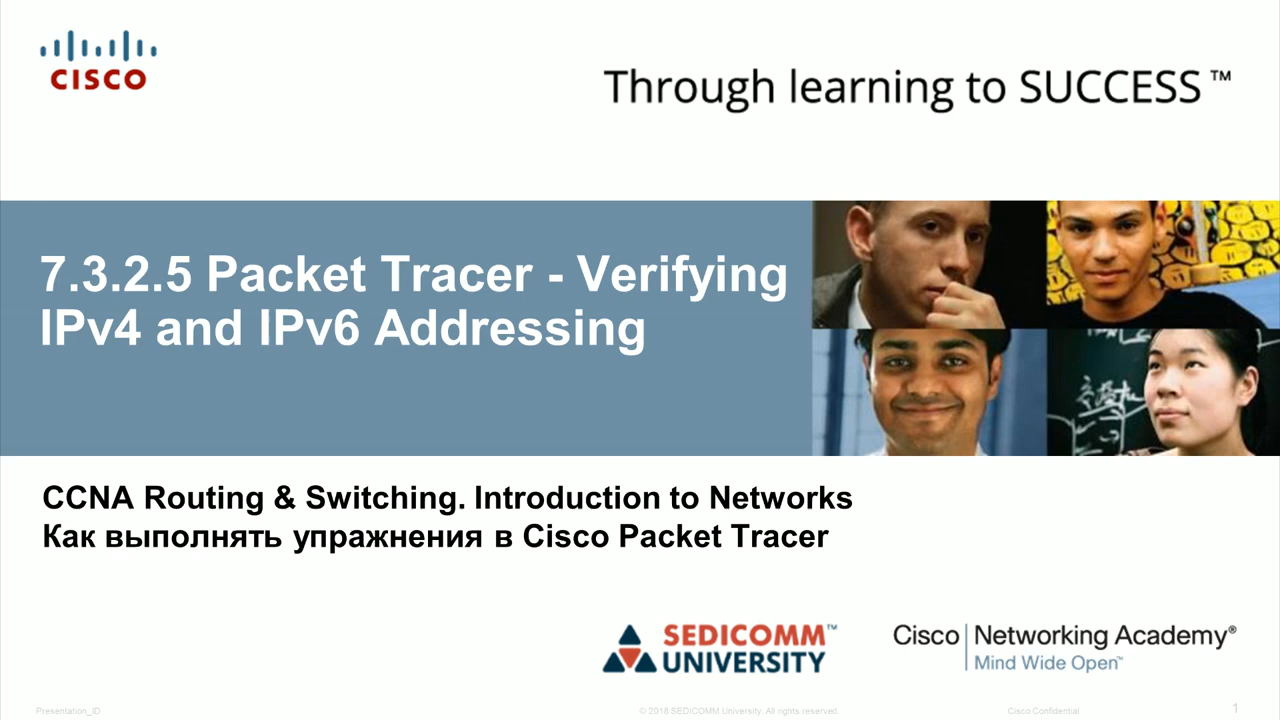 CISCO
Through learning to SUCCESS™
7.3.2.5 Packet Tracer - Verifying
IPv4 and IPv6 Addressing
CCNA Routing & Switching. Introduction to Networks
Как выполнять упражнения в Cisco Packet Tracer
SEDICOMM™
UNIVERSITY
Cisco Networking Academy®
Mind Wide Open™
Presentation_ID
© 2018 SEDICOMM University. All rights reserved.
Cisco Confidential
1